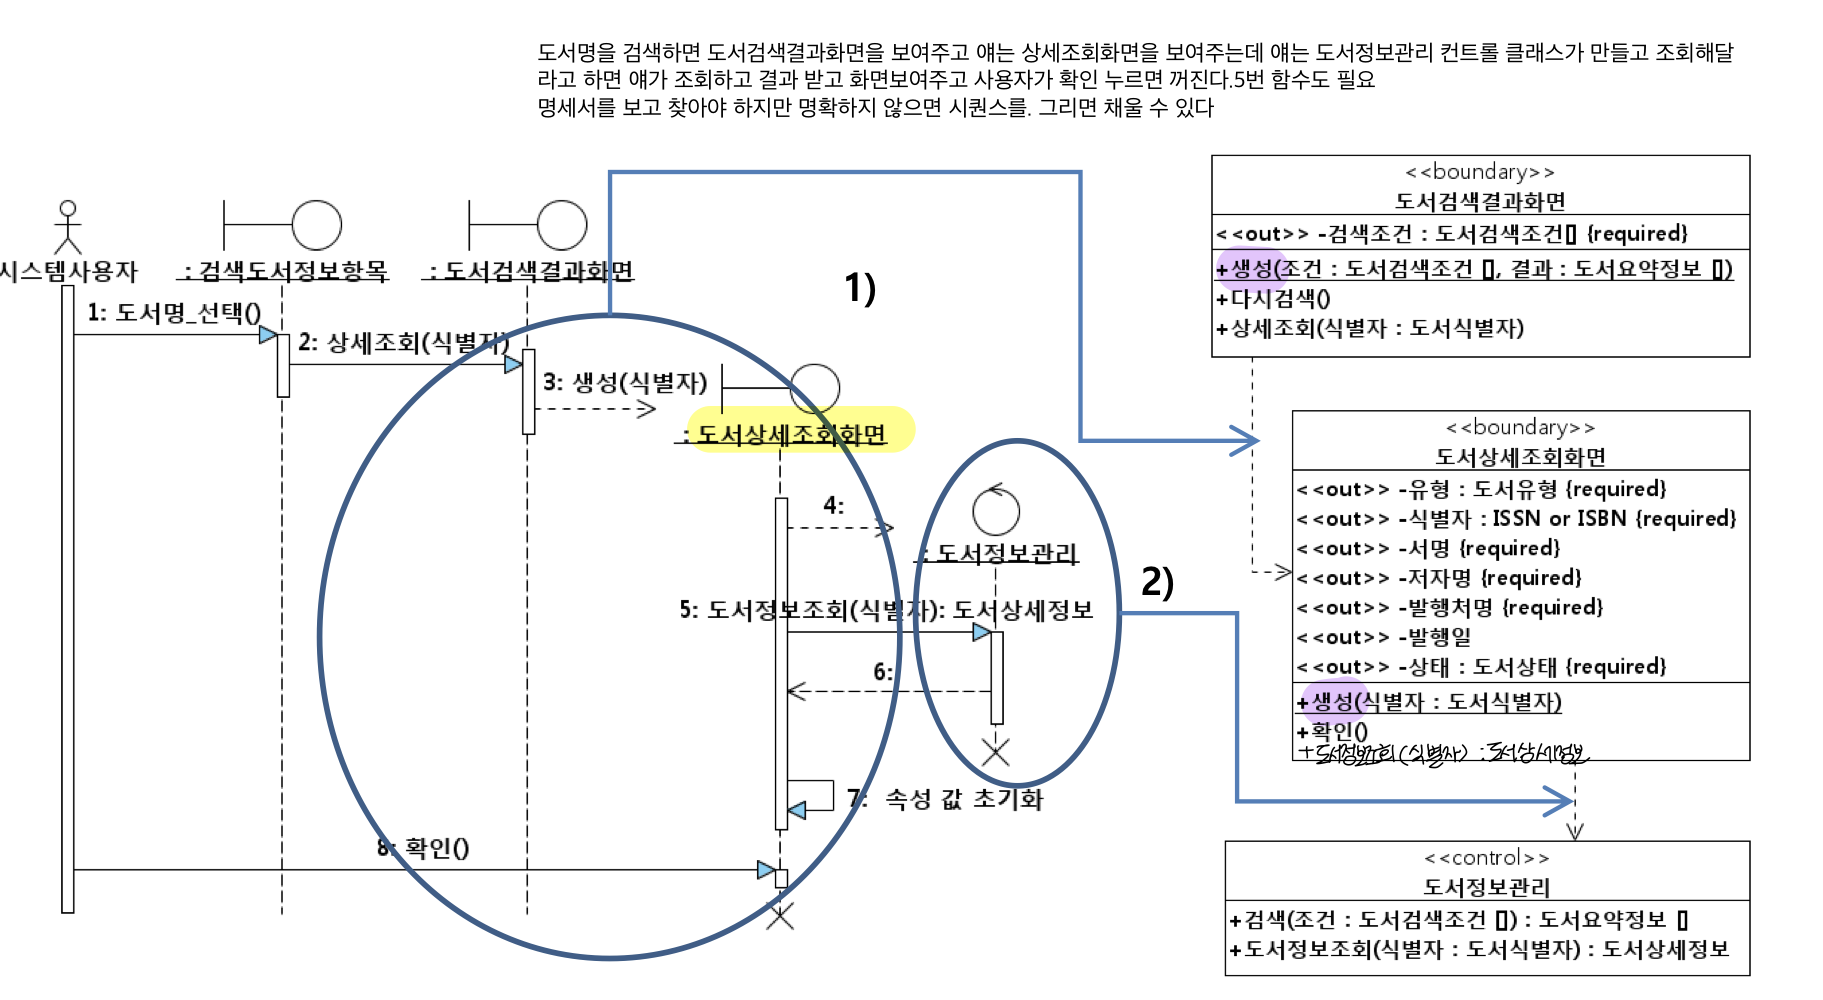 도서명을 검색하면 도서검색결과화면을 보여주고 얘는 상세조회화면을 보여주는데 얘는 도서정보관리 컨트롤 클래스가 만들고 조회해달
라고 하면 얘가 조회하고 결과 받고 화면보여주고 사용자가 확인 누르면 꺼진다.5번 함수도 필요
명세서를 보고 찾아야 하지만 명확하지 않으면 시퀀스를. 그리면 채울 수 있다
시스템사용자
: 검색도서정보항목
: 도서검색결과화면
1: 도서명_선택()
2: 상세조회(식별자)
3: 생성(식별자)
: 도서상세조회화면
4:
: 도서정보관리
5: 도서정보조회(식별자): 도서상세정보
6:
7: 속성 값 초기화
8: 확인()
1)
2)
<<boundary>>
도서검색결과화면
<<out>> -검색조건 : 도서검색조건[] {required}
+생성(조건 : 도서검색조건 [], 결과 : 도서요약정보 [])
+다시검색()
+상세조회(식별자 : 도서식별자)
<<boundary>>
도서상세조회화면
<<out>> -유형 : 도서유형 {required}
<<out>> -식별자 : ISSN or ISBN {required}
<<out>> -서명 {required}
<<out>> -저자명 {required}
<<out>> -발행처명 {required}
<<out>> -발행일
<<out>> -상태 : 도서상태 {required}
+생성(식별자 : 도서식별자)
+확인()
+도서정보조회(식별자) : 도서상세정보
<<control>>
도서정보관리
+검색(조건 : 도서검색조건 []) : 도서요약정보 []
+도서정보조회(식별자 : 도서식별자) : 도서상세정보